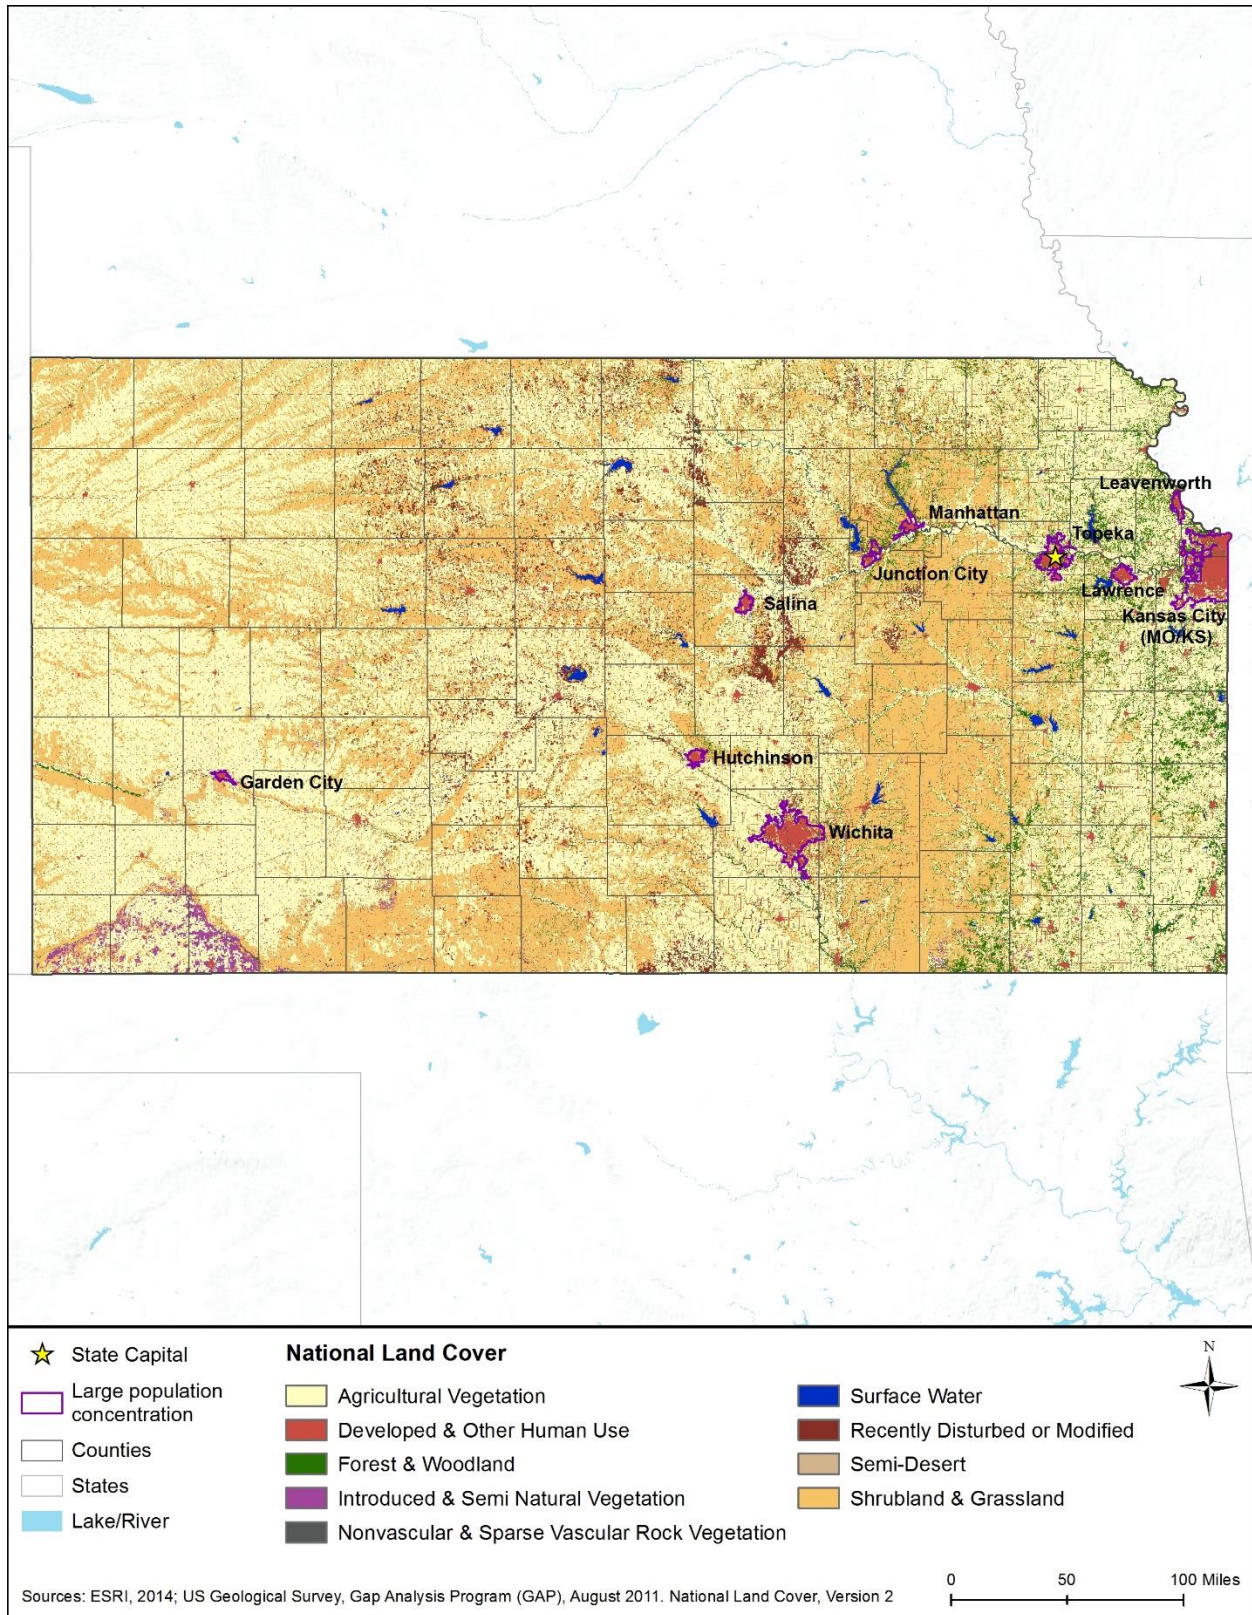 Leavenworth
Manhattan
Topeka
Junction City
Lawrence
Salina
Kansas City
(MO/KS)
Hutchinson
Garden City
Wichita
State Capital
Large population
concentration
Counties
States
Lake/River
National Land Cover
Agricultural Vegetation
Developed & Other Human Use
Forest & Woodland
Introduced & Semi Natural Vegetation
Nonvascular & Sparse Vascular Rock Vegetation
Surface Water
Recently Disturbed or Modified
Semi-Desert
Shrubland & Grassland
N
0 50 100 Miles
Sources: ESRI, 2014; US Geological Survey, Gap Analysis Program (GAP), August 2011. National Land Cover, Version 2